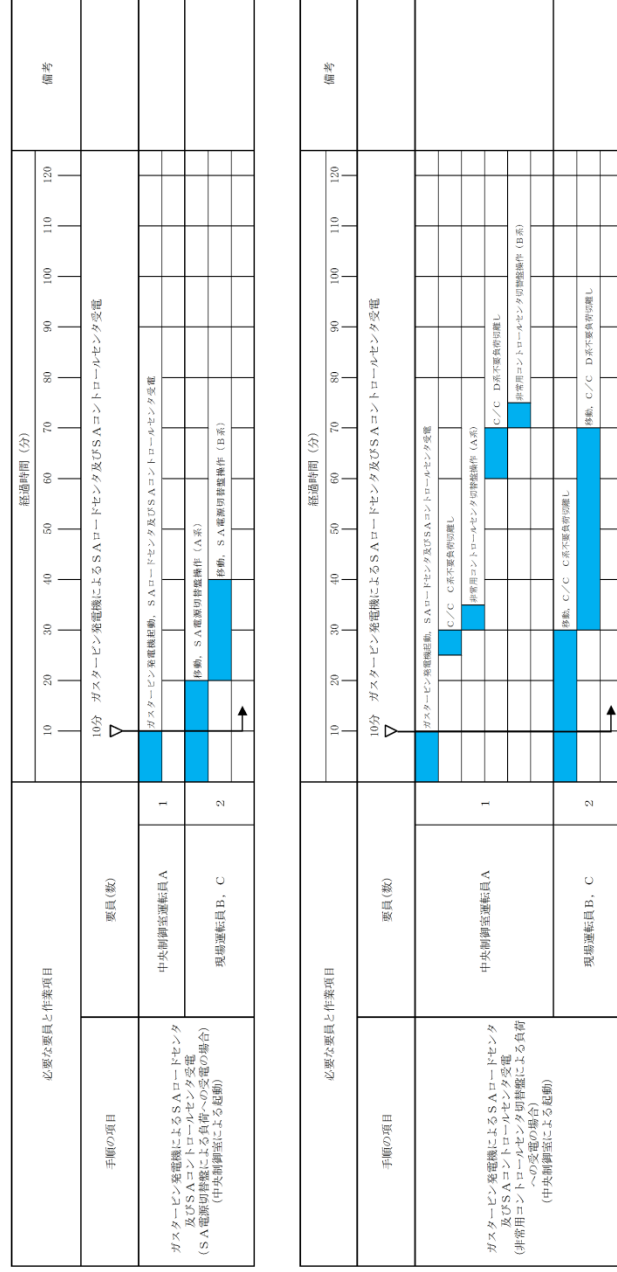 必要な要員と作業項目
経過時間(分)
備考
10 20 30 40 50 60 70 80 90 100 110 120
手順の項目
要員(数)
10分 ガスタービン発電機によるSAロードセンタ及びSAコントロールセンタ受電
ガスタービン発電機によるSAロードセンタ
及びSAコントロールセンタ受電
(SA電源切替盤による負荷への受電の場合)
(中央制御室による起動)
中央制御室運転員A
1
ガスタービン発電機起動,SAロードセンタ及びSAコントロールセンタ受電
現場運転員B,C
2
移動,SA電源切替盤操作(A系)
移動,SA電源切替盤操作(B系)
必要な要員と作業項目
経過時間(分)
備考
10 20 30 40 50 60 70 80 90 100 110 120
手順の項目
要員(数)
10分 ガスタービン発電機によるSAロードセンタ及びSAコントロールセンタ受電
ガスタービン発電機によるSAロードセンタ
及びSAコントロールセンタ受電
(非常用コントロールセンタ切替盤による負荷
への受電の場合)
(中央制御室による起動)
中央制御室運転員A
1
ガスタービン発電機起動,SAロードセンタ及びSAコントロールセンタ受電
C/C C系不要負荷切離し
非常用コントロールセンタ切替盤操作(A系)
C/C D系不要負荷切離し
非常用コントロールセンタ切替盤操作(B系)
現場運転員B,C
2
移動,C/C C系不要負荷切離し
移動,C/C D系不要負荷切離し